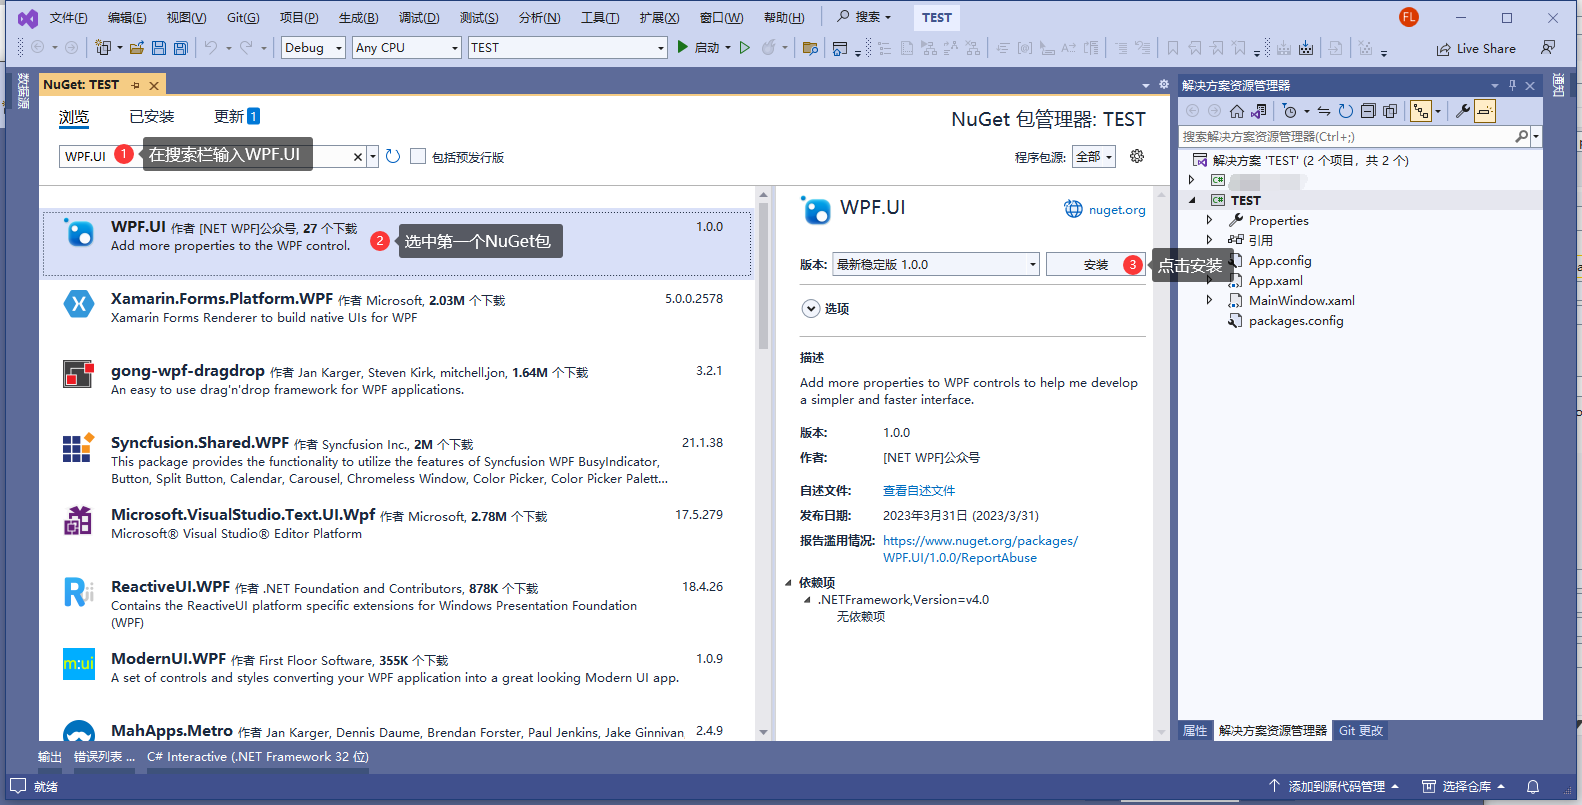 文件(F) 编辑(E) 视图(V) Git(G) 项目(P) 生成(B) 调试(D) 测试(S) 分析(N) 工具(T) 扩展(X) 窗口(W) 帮助(H) 搜索 TEST FL
Debug Any CPU TEST 启动 Live Share
数据源
NuGet: TEST
浏览 已安装 更新 1
NuGet 包管理器: TEST
WPF.UI 1 在搜索栏输入WPF.UI 包括预发行版
程序包源: 全部
WPF.UI 作者 [NET WPF]公众号, 27 个下载 1.0.0
Add more properties to the WPF control.
2 选中第一个NuGet包
Xamarin.Forms.Platform.WPF 作者 Microsoft, 2.03M 个下载 5.0.0.2578
Xamarin Forms Renderer to build native UIs for WPF
gong-wpf-dragdrop 作者 Jan Karger, Steven Kirk, mitchell.jon, 1.64M 个下载 3.2.1
An easy to use drag'n'drop framework for WPF applications.
Syncfusion.Shared.WPF 作者 Syncfusion Inc., 2M 个下载 21.1.38
This package provides the functionality to utilize the features of Syncfusion WPF BusyIndicator,
Button, Split Button, Calendar, Carousel, Chromeless Window, Color Picker, Color Picker Palett...
Microsoft.VisualStudio.Text.UI.Wpf 作者 Microsoft, 2.78M 个下载 17.5.279
Microsoft® Visual Studio® Editor Platform
ReactiveUI.WPF 作者 .NET Foundation and Contributors, 878K 个下载 18.4.26
Contains the ReactiveUI platform specific extensions for Windows Presentation Foundation
(WPF)
m:ui
ModernUI.WPF 作者 First Floor Software, 355K 个下载 1.0.9
A set of controls and styles converting your WPF application into a great looking Modern UI app.
MahApps.Metro 作者 Jan Karger, Dennis Daume, Brendan Forster, Paul Jenkins, Jake Ginnivan, 2.4.9
WPF.UI
nuget.org
版本: 最新稳定版 1.0.0 安装 3 点击安装
选项
描述
Add more properties to WPF controls to help me develop
a simpler and faster interface.
版本: 1.0.0
作者: [NET WPF]公众号
自述文件: 查看自述文件
发布日期: 2023年3月31日 (2023/3/31)
报告滥用情况: https://www.nuget.org/packages/
WPF.UI/1.0.0/ReportAbuse
依赖项
.NETFramework,Version=v4.0
无依赖项
解决方案资源管理器
搜索解决方案资源管理器(Ctrl+;)
解决方案 'TEST' (2 个项目，共 2 个)
C#
C# TEST
Properties
引用
App.config
App.xaml
MainWindow.xaml
packages.config
属性 解决方案资源管理器 Git 更改
通知
输出 错误列表 ... C# Interactive (.NET Framework 32 位)
就绪 添加到源代码管理 选择仓库